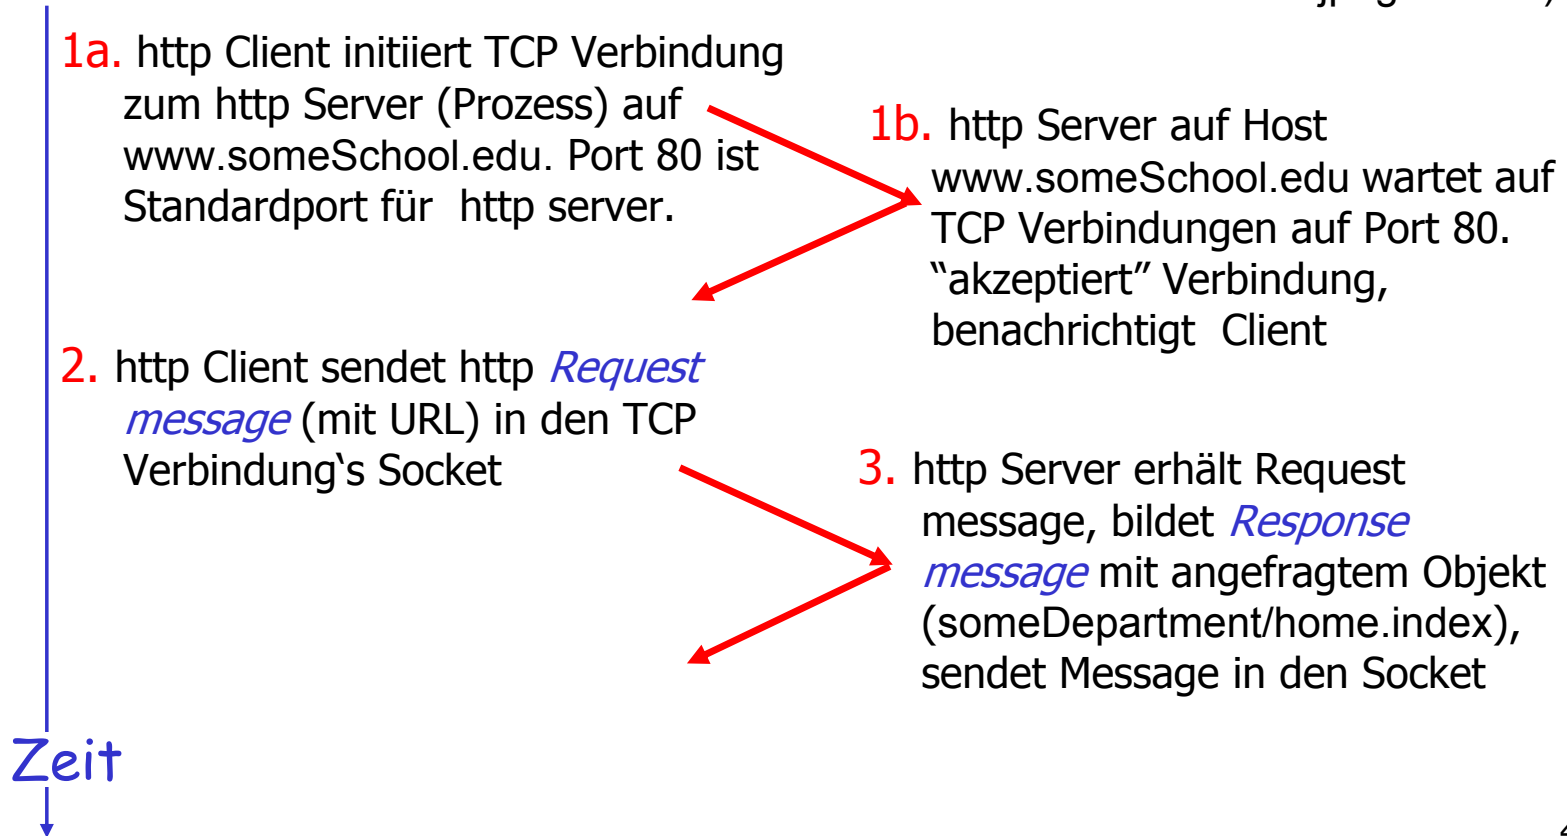 1a. http Client initiiert TCP Verbindung
zum http Server (Prozess) auf
www.someSchool.edu. Port 80 ist
Standardport für http server.
1b. http Server auf Host
www.someSchool.edu wartet auf
TCP Verbindungen auf Port 80.
“akzeptiert” Verbindung,
benachrichtigt Client
2. http Client sendet http Request
message (mit URL) in den TCP
Verbindung‘s Socket
3. http Server erhält Request
message, bildet Response
message mit angefragtem Objekt
(someDepartment/home.index),
sendet Message in den Socket
Zeit